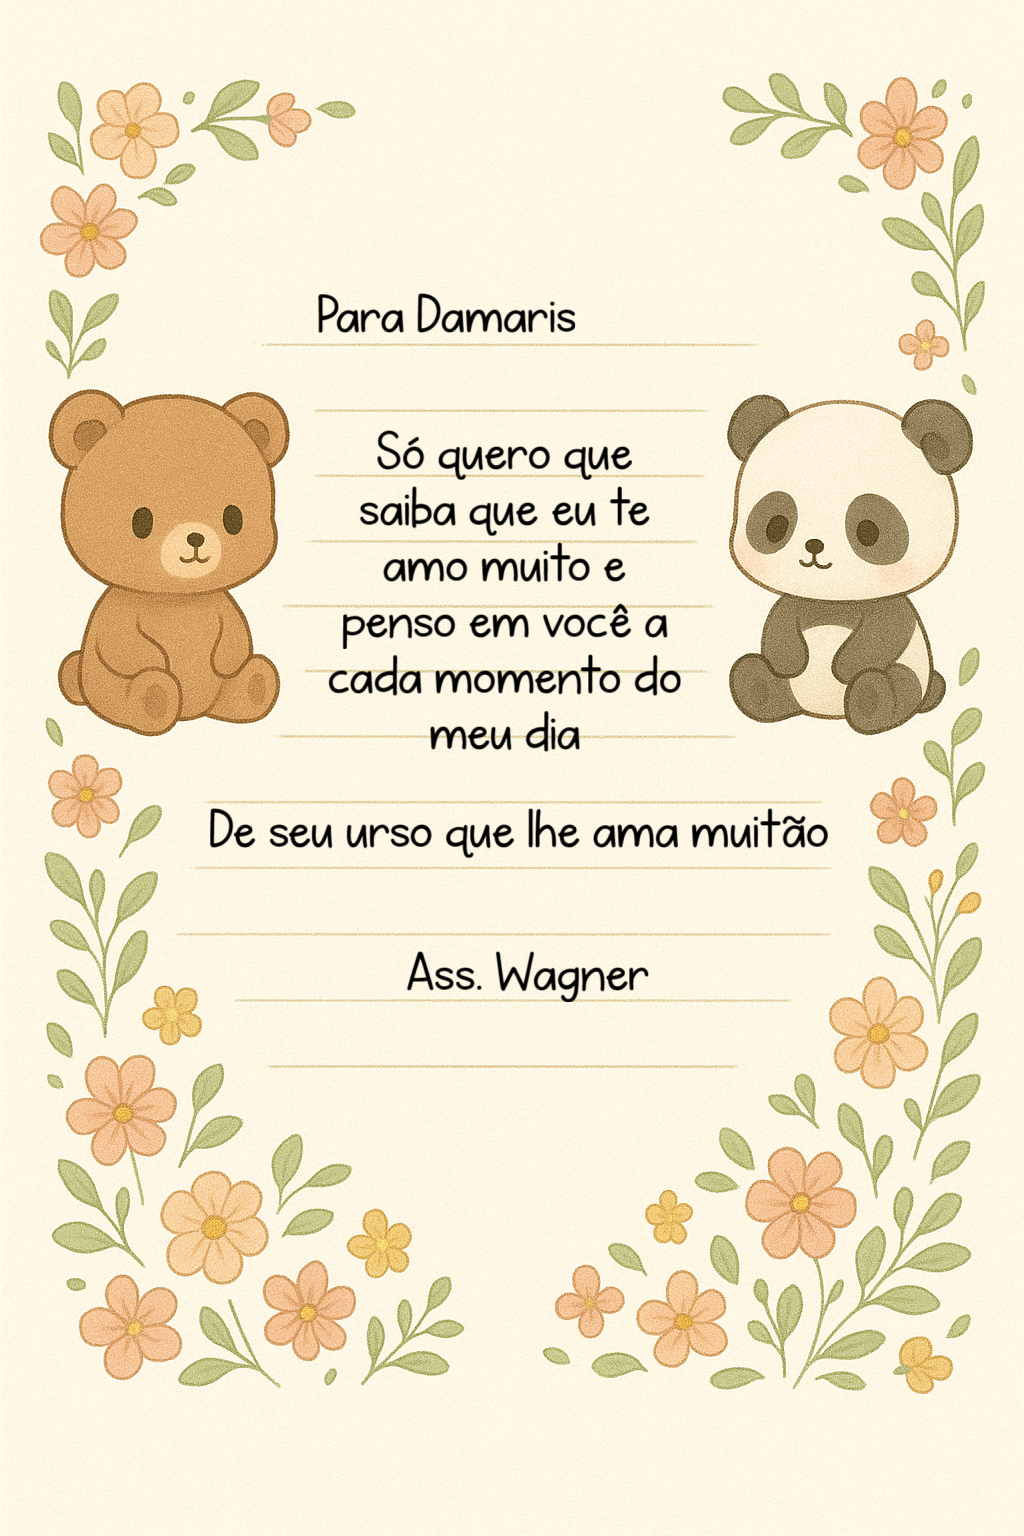 Para Damaris
Só quero que
saiba que eu te
amo muito e
penso em você a
cada momento do
meu dia
De seu urso que lhe ama muitão
Ass. Wagner